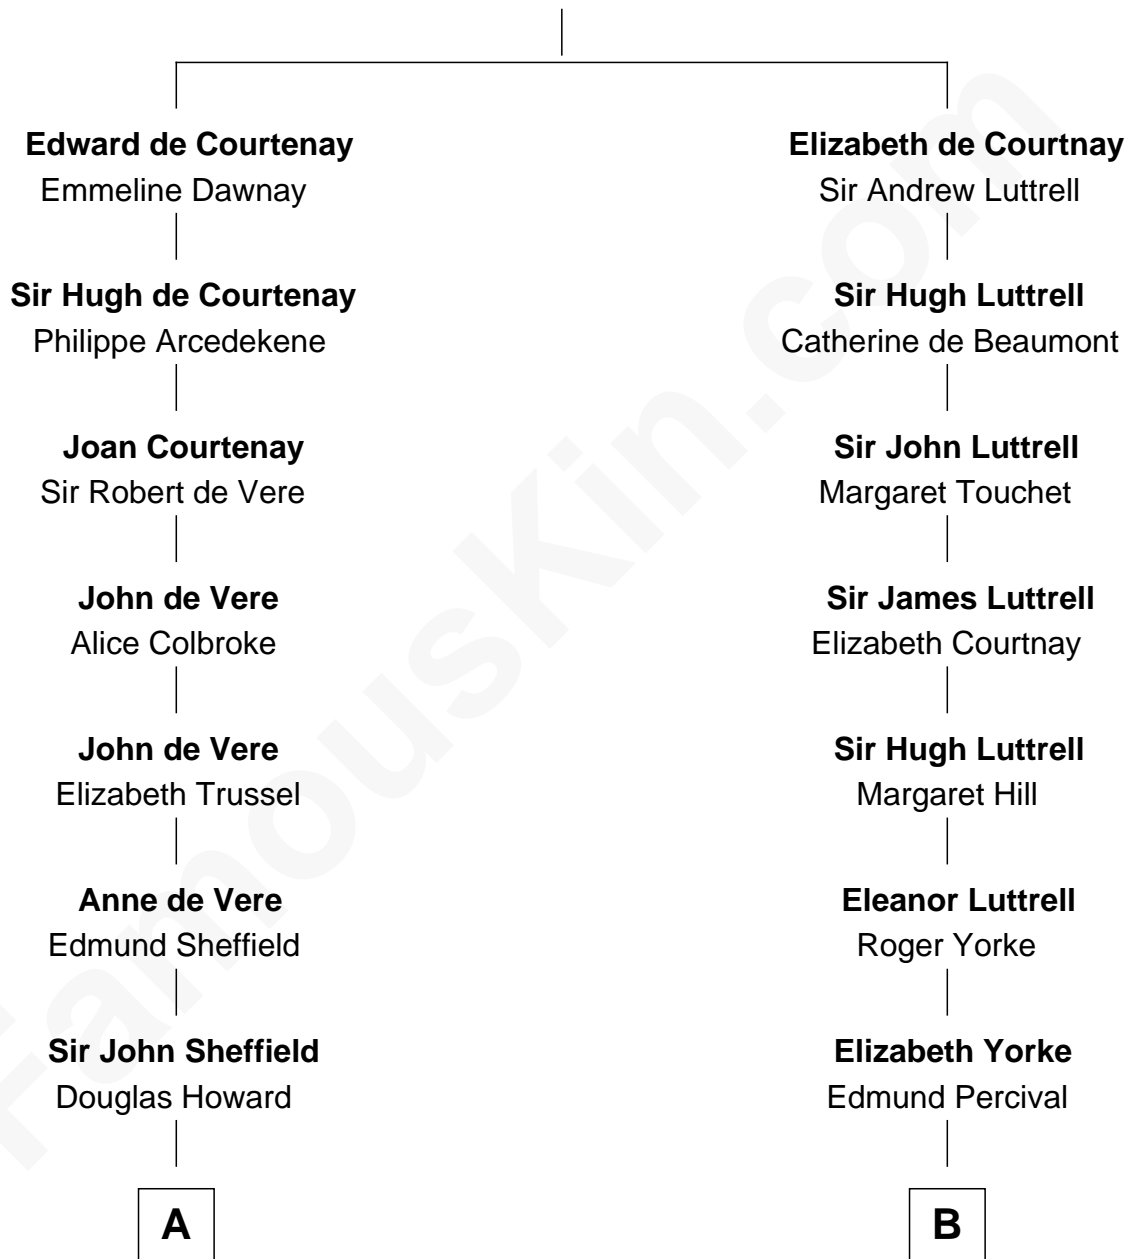 Edward de Courtenay
Emmeline Dawnay
Elizabeth de Courtnay
Sir Andrew Luttrell
Sir Hugh de Courtenay
Philippe Arcedekene
Sir Hugh Luttrell
Catherine de Beaumont
Joan Courtenay
Sir Robert de Vere
Sir John Luttrell
Margaret Touchet
John de Vere
Alice Colbroke
Sir James Luttrell
Elizabeth Courtnay
John de Vere
Elizabeth Trussel
Sir Hugh Luttrell
Margaret Hill
Anne de Vere
Edmund Sheffield
Eleanor Luttrell
Roger Yorke
Sir John Sheffield
Douglas Howard
Elizabeth Yorke
Edmund Percival
A
B
FamousKin.com